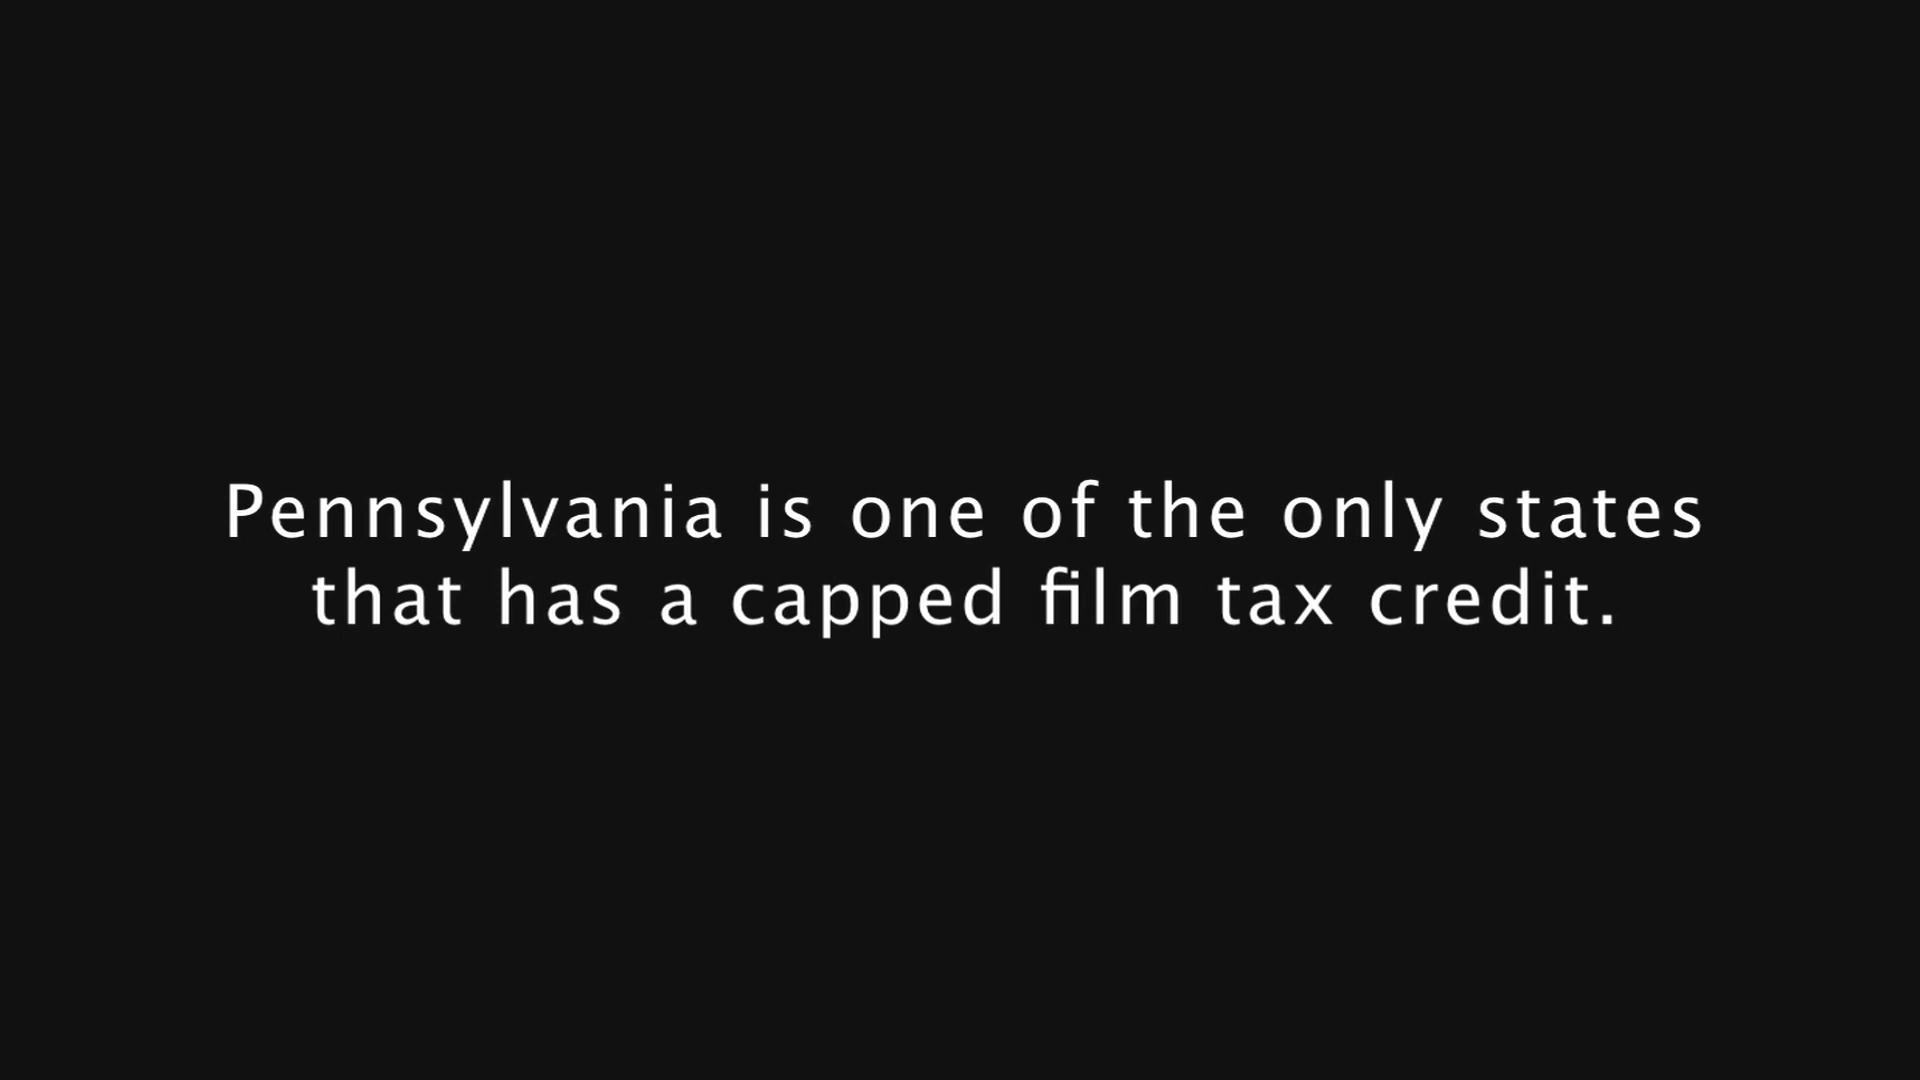 Pennsylvania is one of the only states
that has a capped film tax credit.